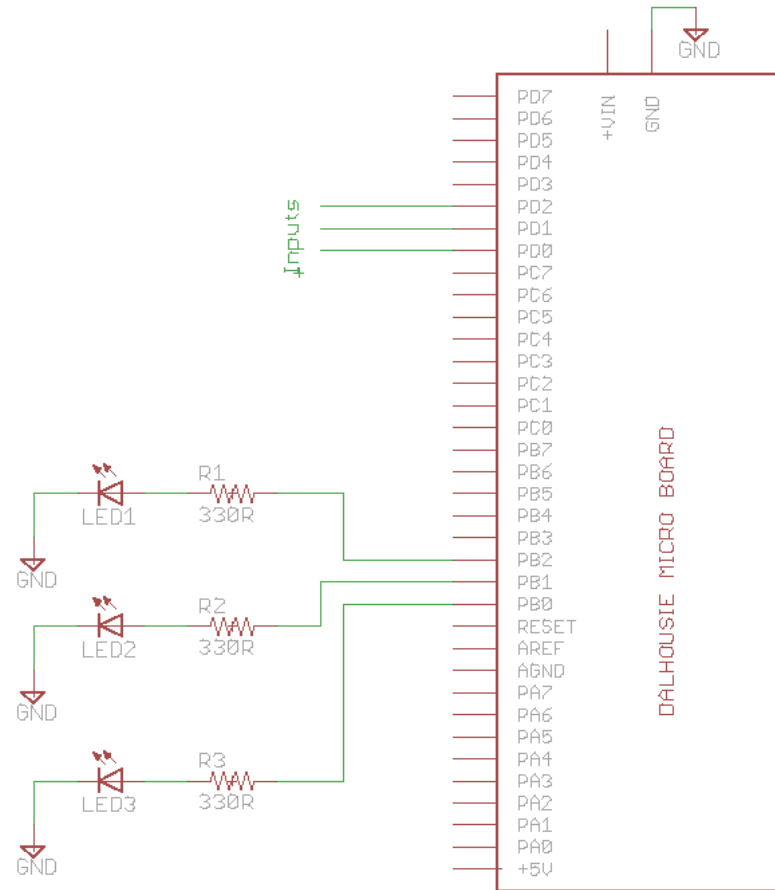 GND
+VIN
GND
PD7
PD6
PD5
PD4
PD3
PD2
PD1
PD0
Inputs
PC7
PC6
PC5
PC4
PC3
PC2
PC1
PC0
PB7
PB6
PB5
PB4
PB3
PB2
PB1
PB0
RESET
AREF
AGND
PA7
PA6
PA5
PA4
PA3
PA2
PA1
PA0
+5V
DALHOUSIE MICRO BOARD
R1
330R
LED1
GND
R2
330R
LED2
GND
R3
330R
LED3
GND